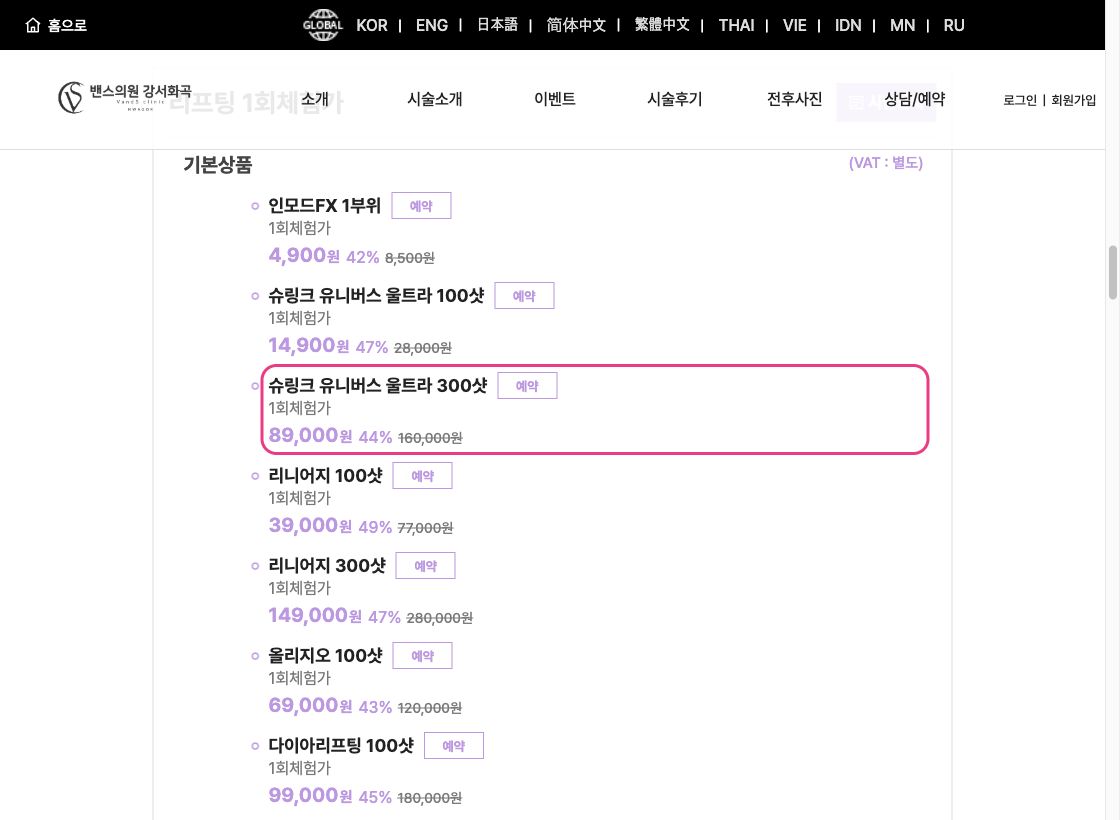 홈으로
GLOBAL KOR | ENG | 日本語 | 简体中文 | 繁體中文 | THAI | VIE | IDN | MN | RU
밴스의원 강서화곡
VandS clinic
HWAGOK
소개 시술소개 이벤트 시술후기 전후사진 상담/예약 로그인 | 회원가입
리프팅 1회체험가
기본상품
(VAT : 별도)
인모드FX 1부위 예약
1회체험가
4,900원 42% 8,500원
슈링크 유니버스 울트라 100샷 예약
1회체험가
14,900원 47% 28,000원
슈링크 유니버스 울트라 300샷 예약
1회체험가
89,000원 44% 160,000원
리니어지 100샷 예약
1회체험가
39,000원 49% 77,000원
리니어지 300샷 예약
1회체험가
149,000원 47% 280,000원
올리지오 100샷 예약
1회체험가
69,000원 43% 120,000원
다이아리프팅 100샷 예약
1회체험가
99,000원 45% 180,000원